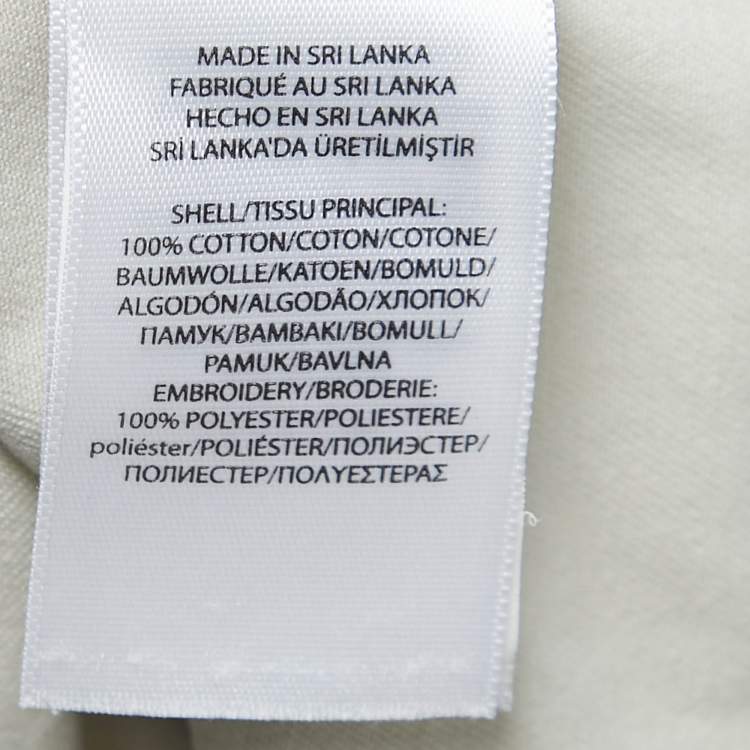 MADE IN SRI LANKA
FABRIQUÉ AU SRI LANKA
HECHO EN SRI LANKA
SRİ LANKA'DA ÜRETİLMİŞTİR
SHELL/TISSU PRINCIPAL:
100% COTTON/COTON/COTONE/
BAUMWOLLE/KATOEN/BOMULD/
ALGODÓN/ALGODÃO/ХЛОПОК/
ПАМУК/ΒΑΜΒΑΚΙ/BOMULL/
PAMUK/BAVLNA
EMBROIDERY/BRODERIE:
100% POLYESTER/POLIESTERE/
poliéster/POLIÉSTER/ПОЛИЭСТЕР/
ПОЛИЕСТЕР/ΠΟΛΥΕΣΤΕΡΑΣ